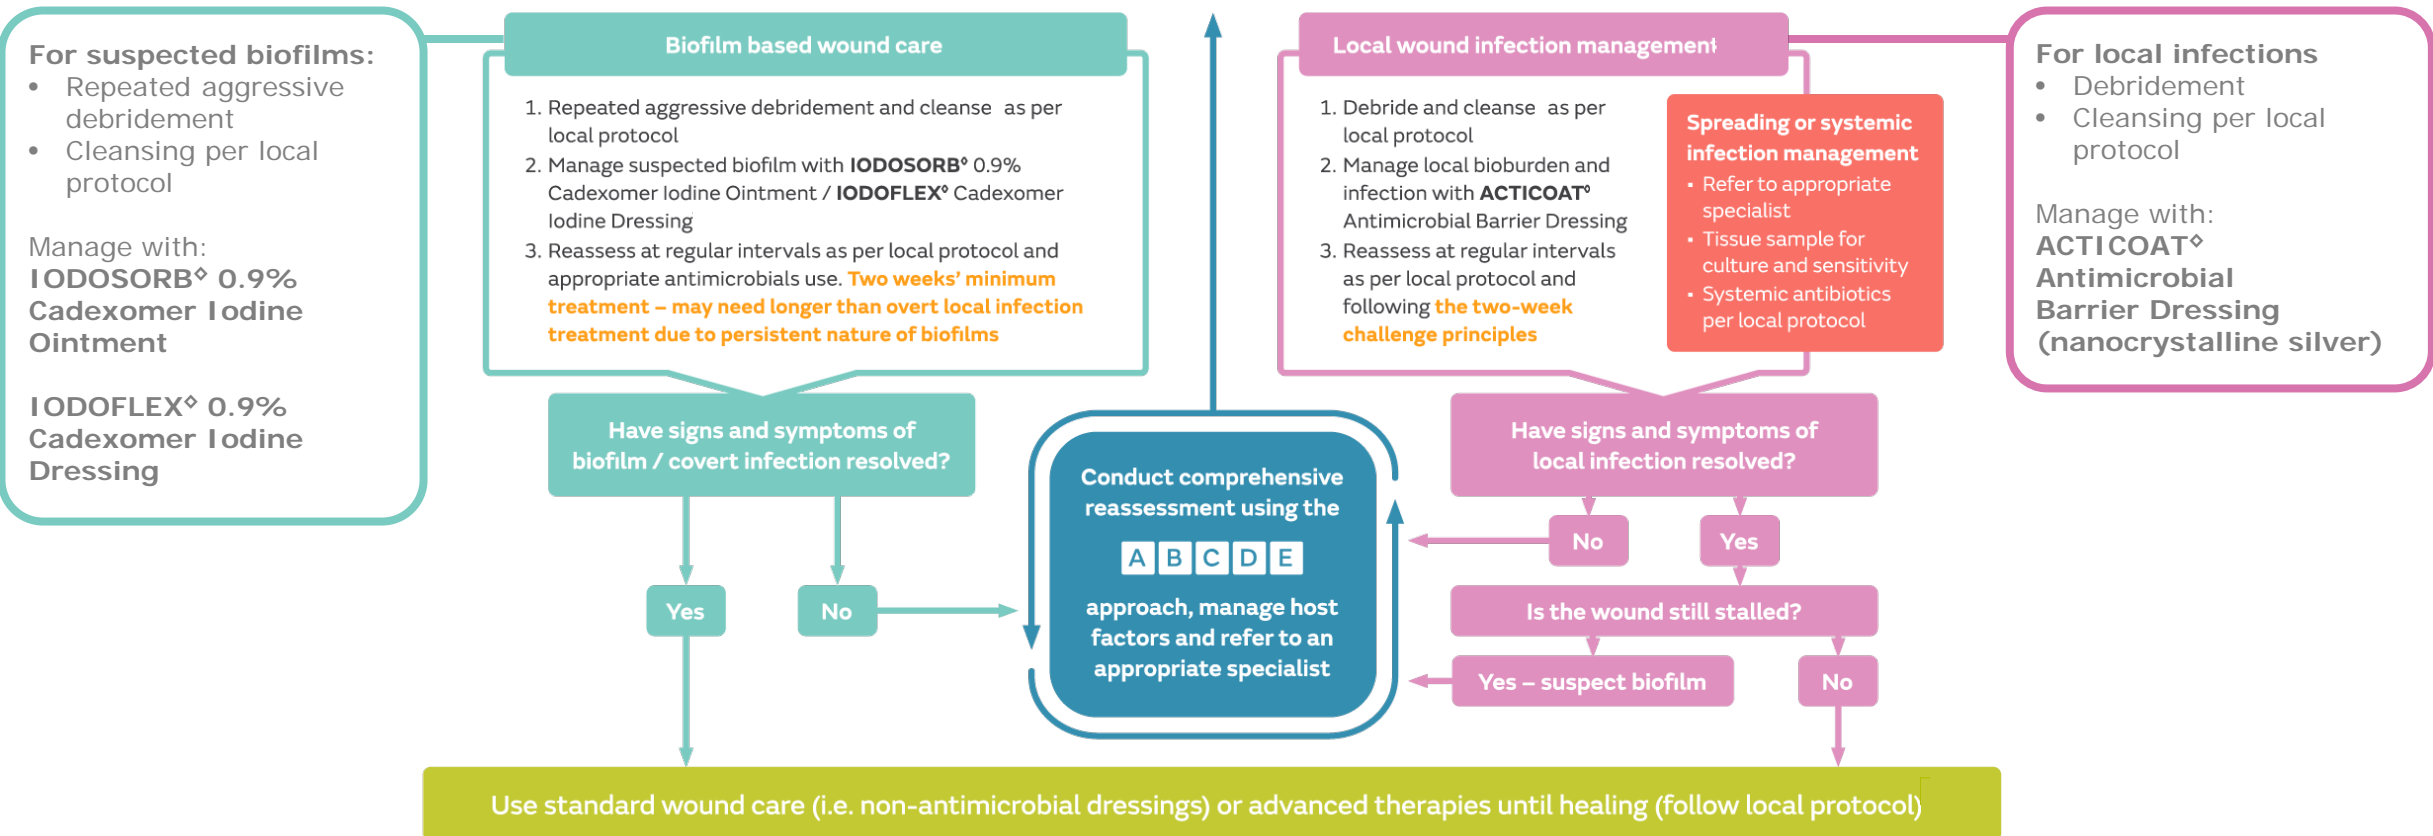 For suspected biofilms:
• Repeated aggressive
debridement
• Cleansing per local
protocol
Manage with:
IODOSORB◊ 0.9%
Cadexomer Iodine
Ointment
IODOFLEX◊ 0.9%
Cadexomer Iodine
Dressing
Biofilm based wound care
1. Repeated aggressive debridement and cleanse as per
local protocol
2. Manage suspected biofilm with IODOSORB◊ 0.9%
Cadexomer Iodine Ointment / IODOFLEX◊ Cadexomer
Iodine Dressing
3. Reassess at regular intervals as per local protocol and
appropriate antimicrobials use. Two weeks’ minimum
treatment – may need longer than overt local infection
treatment due to persistent nature of biofilms
Have signs and symptoms of
biofilm / covert infection resolved?
Yes
No
Conduct comprehensive
reassessment using the
A B C D E
approach, manage host
factors and refer to an
appropriate specialist
Local wound infection management
1. Debride and cleanse as per
local protocol
2. Manage local bioburden and
infection with ACTICOAT◊
Antimicrobial Barrier Dressing
3. Reassess at regular intervals
as per local protocol and
following the two-week
challenge principles
Spreading or systemic
infection management
• Refer to appropriate
specialist
• Tissue sample for
culture and sensitivity
• Systemic antibiotics
per local protocol
Have signs and symptoms of
local infection resolved?
No
Yes
Is the wound still stalled?
Yes – suspect biofilm
No
For local infections
• Debridement
• Cleansing per local
protocol
Manage with:
ACTICOAT◊
Antimicrobial
Barrier Dressing
(nanocrystalline silver)
Use standard wound care (i.e. non-antimicrobial dressings) or advanced therapies until healing (follow local protocol)